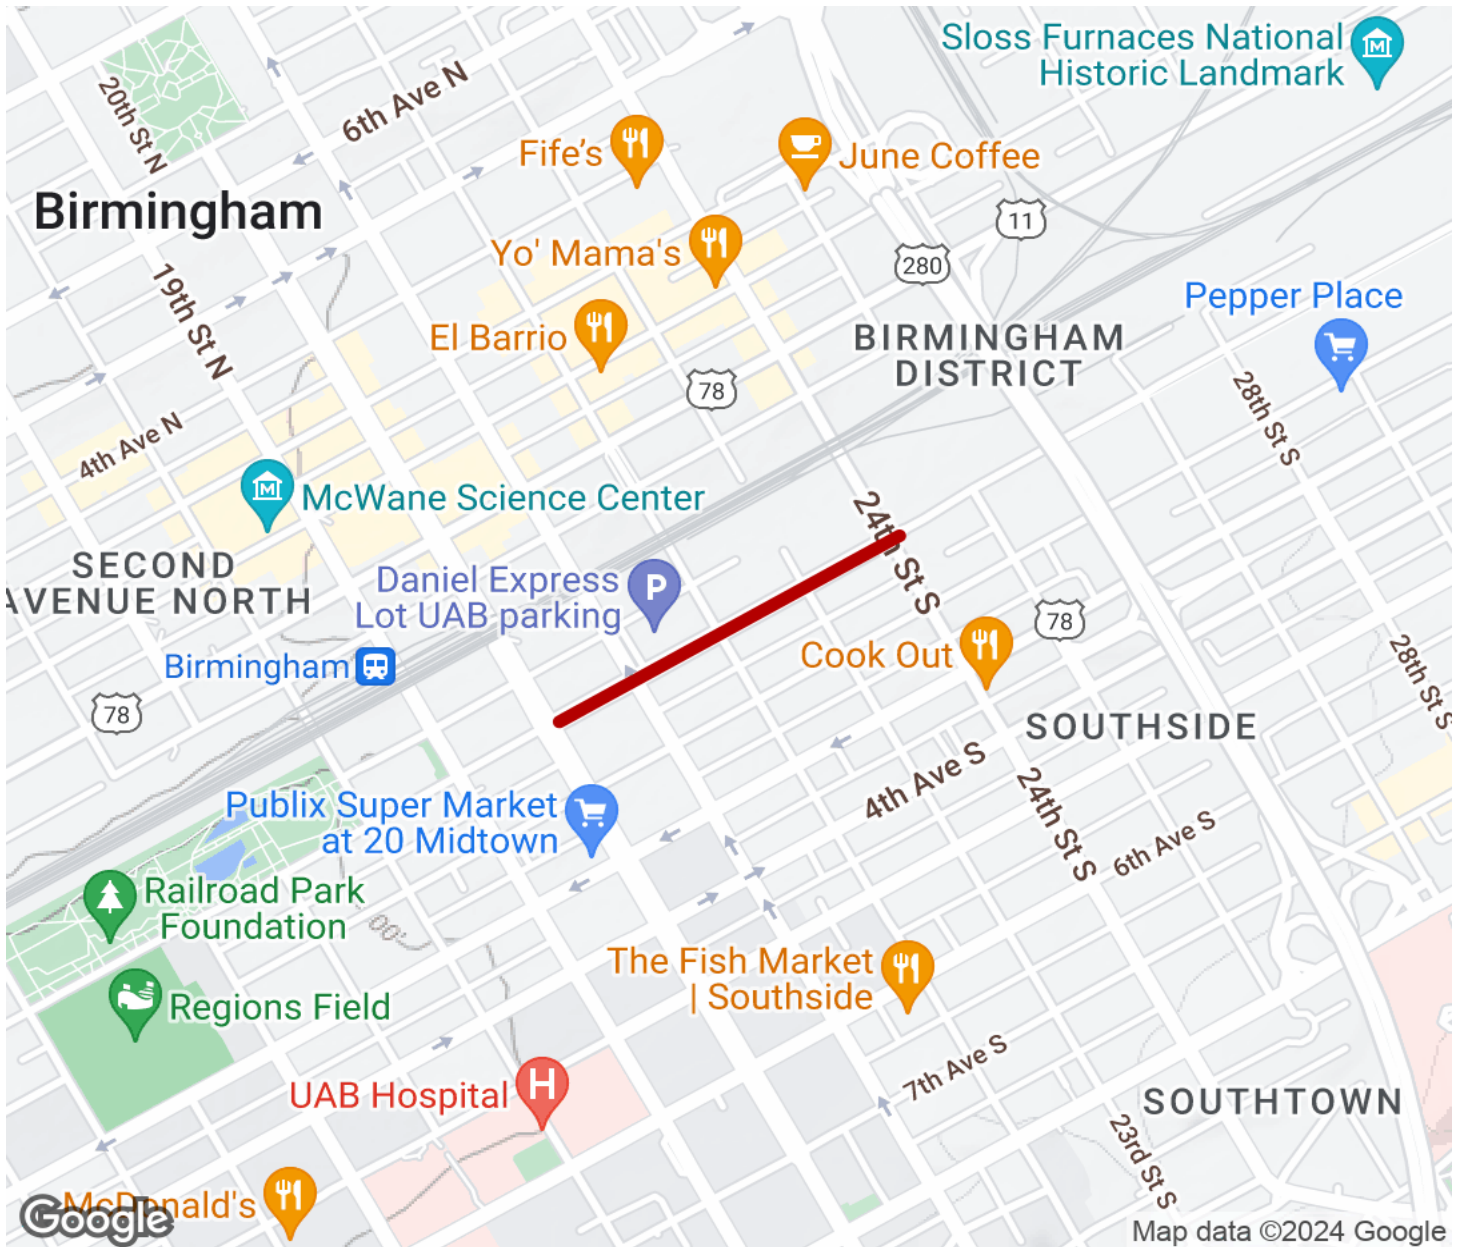 Sloss Furnaces National
Historic Landmark
20th St N
6th Ave N
Fife's
June Coffee
Birmingham
11
Yo' Mama's
280
19th St N
Pepper Place
El Barrio
BIRMINGHAM
DISTRICT
78
28th St S
4th Ave N
McWane Science Center
24th St S
SECOND
AVENUE NORTH
Daniel Express
Lot UAB parking
P
78
Cook Out
Birmingham
28th St S
78
SOUTHSIDE
4th Ave S
24th St S
Publix Super Market
at 20 Midtown
6th Ave S
Railroad Park
Foundation
00'
The Fish Market
| Southside
Regions Field
7th Ave S
UAB Hospital
H
SOUTHTOWN
23rd St S
McDonald's
Google
Map data ©2024 Google